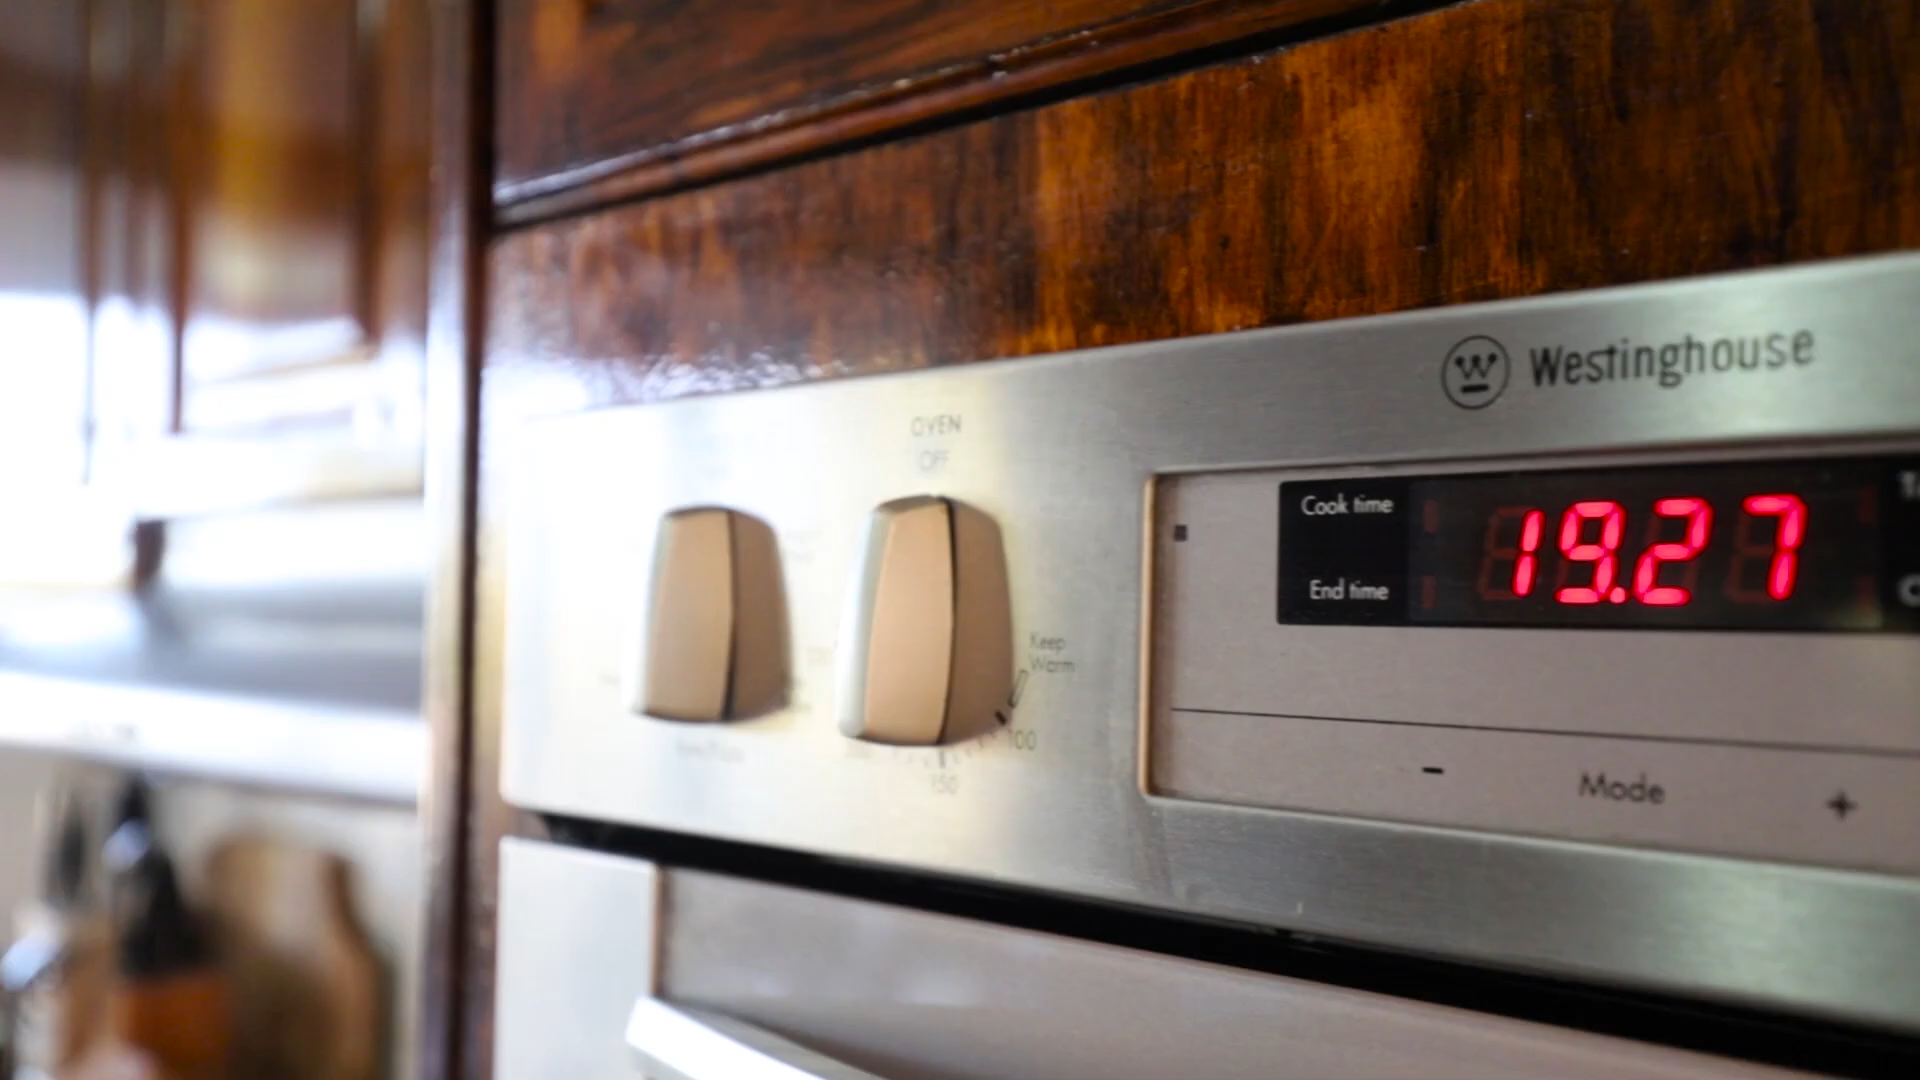 W Westinghouse
OVEN
OFF
Cook time
19.27
End time
Keep
Warm
100
150
- Mode +